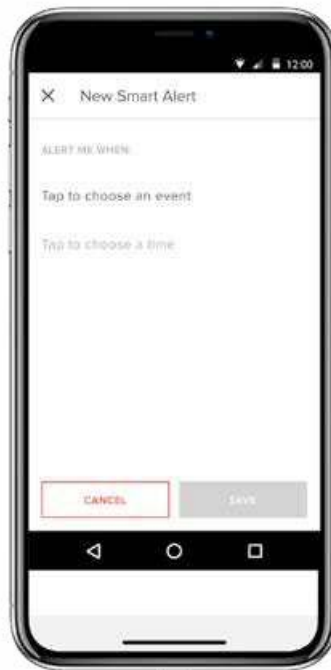 12:00
New Smart Alert
ALERT ME WHEN:
Tap to choose an event
Tap to choose a time
CANCEL
SAVE